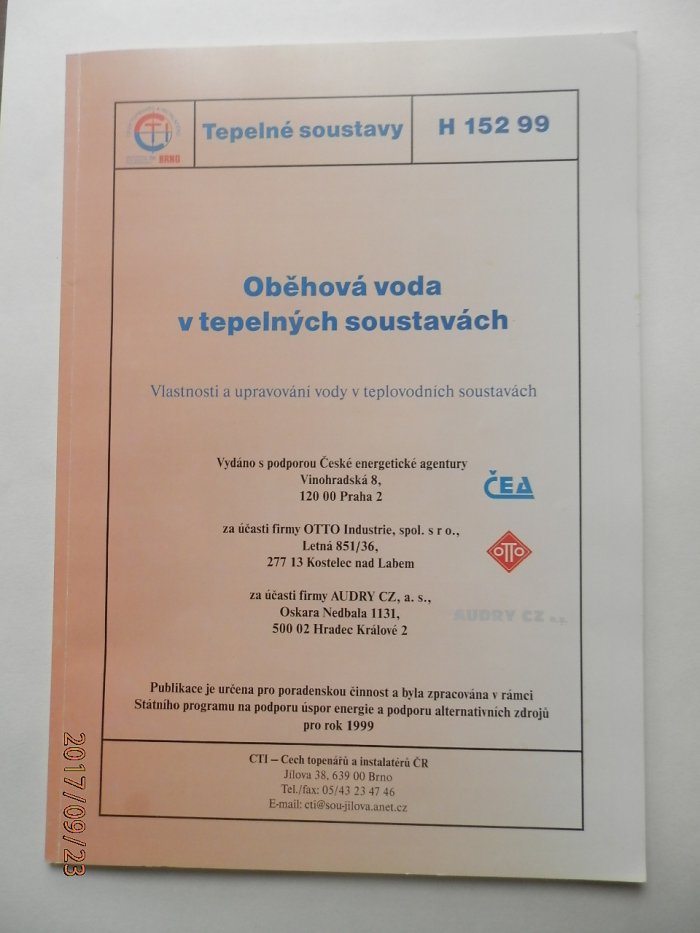 CTI
BRNO
Tepelné soustavy
H 152 99
Oběhová voda
v tepelných soustavách
Vlastnosti a upravování vody v teplovodních soustavách
Vydáno s podporou České energetické agentury
Vinohradská 8,
120 00 Praha 2
ČEA
za účasti firmy OTTO Industrie, spol. s r o.,
Letná 851/36,
277 13 Kostelec nad Labem
OTTO
za účasti firmy AUDRY CZ, a. s.,
Oskara Nedbala 1131,
500 02 Hradec Králové 2
AUDRY CZ a.s.
Publikace je určena pro poradenskou činnost a byla zpracována v rámci
Státního programu na podporu úspor energie a podporu alternativních zdrojů
pro rok 1999
CTI – Cech topenářů a instalatérů ČR
Jílova 38, 639 00 Brno
Tel./fax: 05/43 23 47 46
E-mail: cti@sou-jilova.anet.cz
2017/09/23